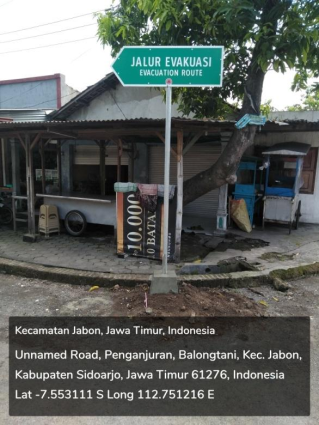 JALUR EVAKUASI
EVACUATION ROUTE
10.000
BATA
Kecamatan Jabon, Jawa Timur, Indonesia
Unnamed Road, Penganjuran, Balongtani, Kec. Jabon,
Kabupaten Sidoarjo, Jawa Timur 61276, Indonesia
Lat -7.553111 S Long 112.751216 E